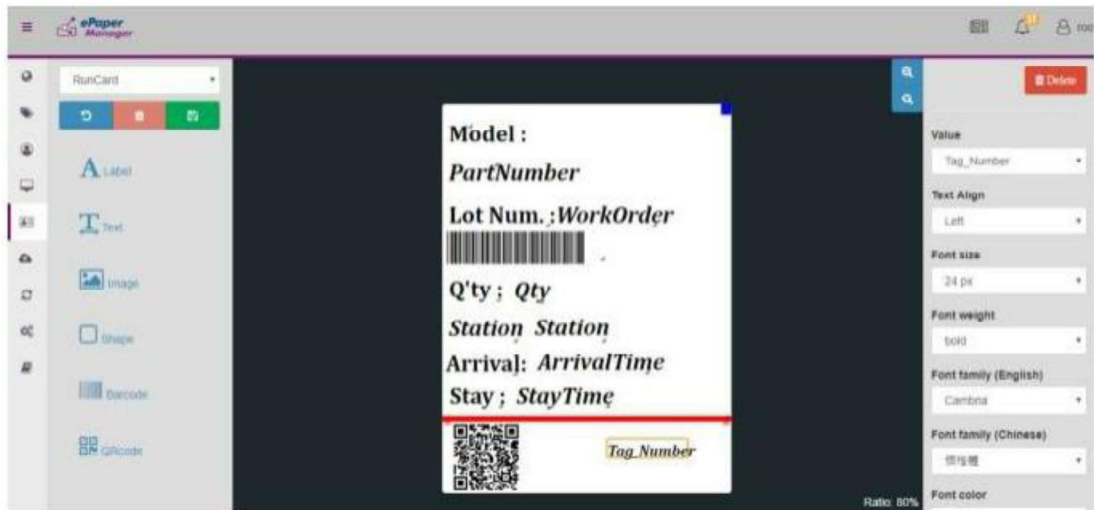 ePaper
Manager
RunCard
Label
Text
Image
Shape
Barcode
QRcode
Model :
PartNumber
Lot Num. :WorkOrder
Q'ty ; Qty
Station Station
Arrival: ArrivalTime
Stay ; StayTime
Tag_Number
Ratio: 80%
Delete
Value
Tag_Number
Text Align
Left
Font size
24 px
Font weight
bold
Font family (English)
Cambria
Font family (Chinese)
Font color